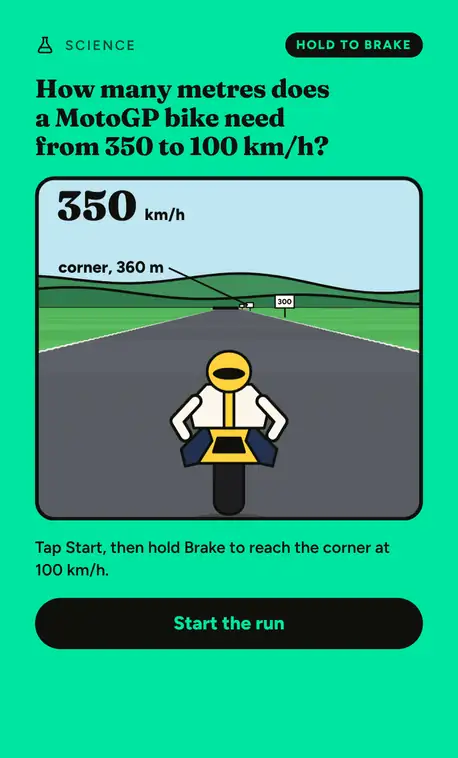 SCIENCE
HOLD TO BRAKE
How many metres does
a MotoGP bike need
from 350 to 100 km/h?
350 km/h
corner, 360 m
300
Tap Start, then hold Brake to reach the corner at
100 km/h.
Start the run